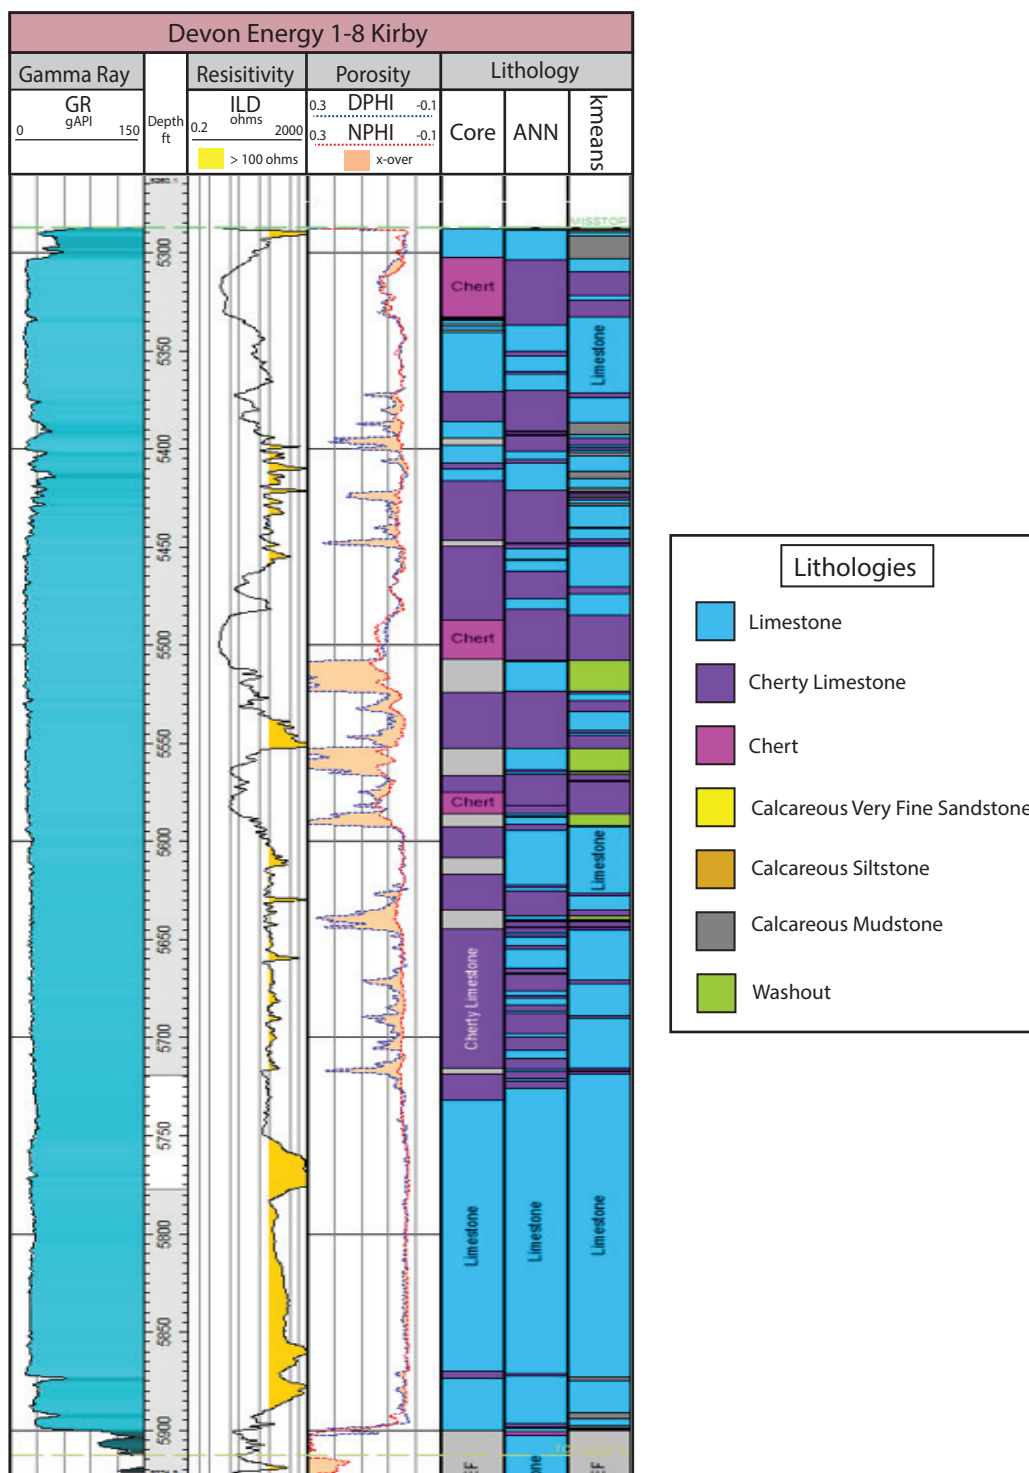 Devon Energy 1-8 Kirby
Gamma Ray
Resisitivity
Porosity
Lithology
GR
gAPI
0 150
Depth
ft
ILD
ohms
0.2 2000
> 100 ohms
0.3 DPHI -0.1
0.3 NPHI -0.1
x-over
Core
ANN
kmeans
MISSTOP
5300
5350
5400
5450
5500
5550
5600
5650
5700
5750
5800
5850
5900
Chert
Chert
Chert
Cherty Limestone
Limestone
Limestone
Limestone
Limestone
Limestone
Lithologies
Limestone
Cherty Limestone
Chert
Calcareous Very Fine Sandstone
Calcareous Siltstone
Calcareous Mudstone
Washout